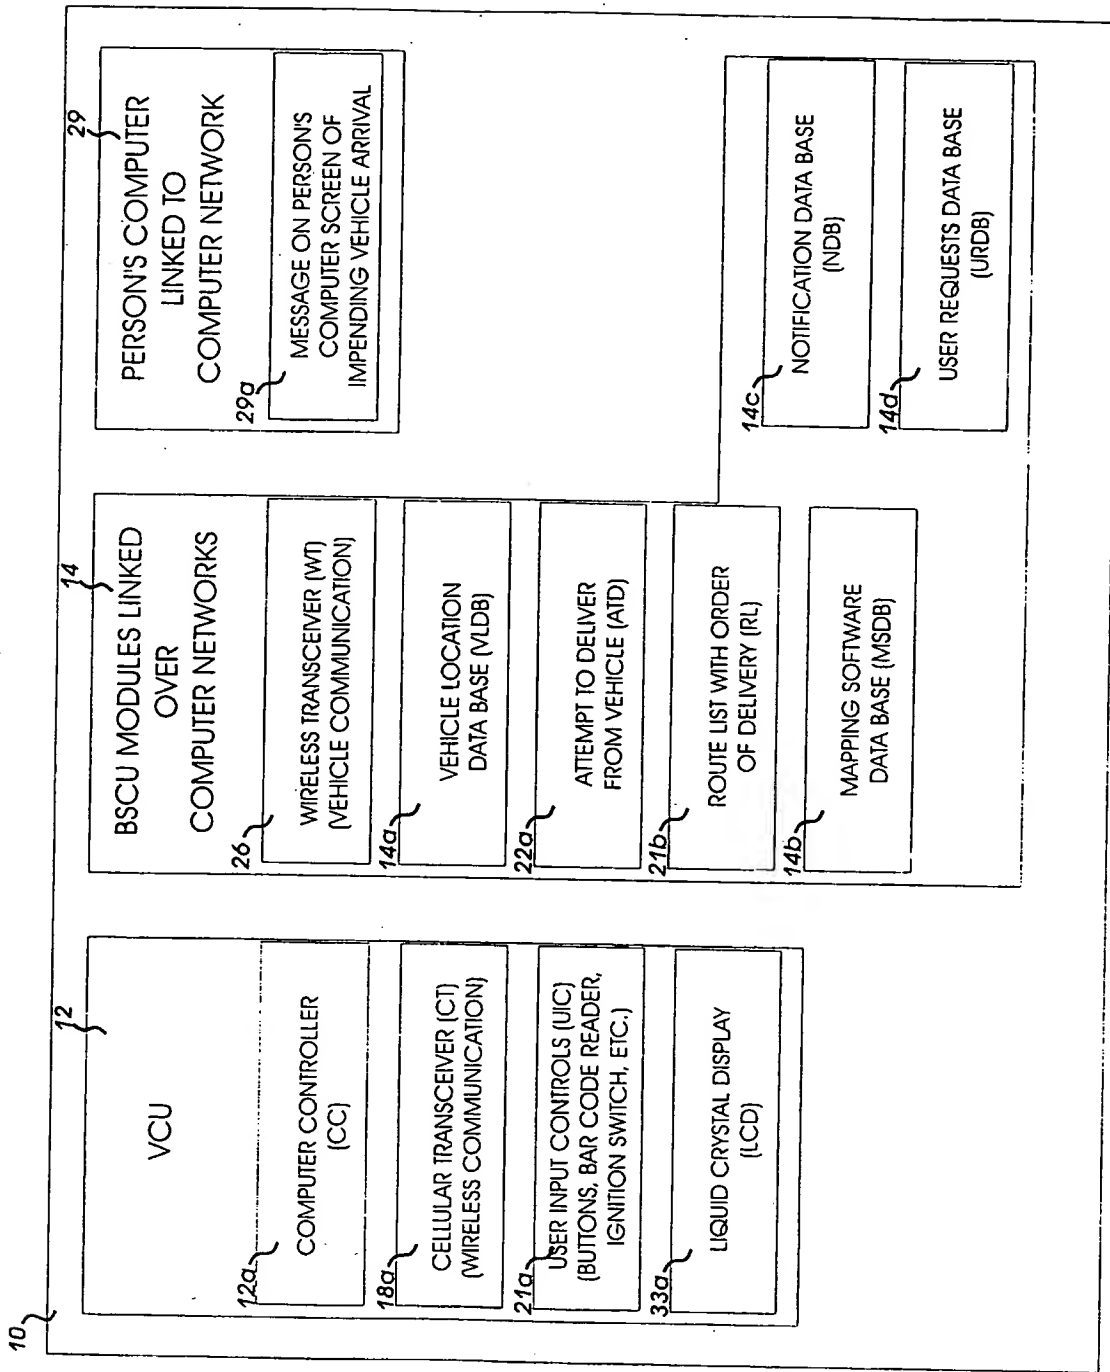 10
12
VCU
12a
COMPUTER CONTROLLER
(CC)
18a
CELLULAR TRANSCEIVER (CT)
(WIRELESS COMMUNICATION)
21a
USER INPUT CONTROLS (UIC)
(BUTTONS, BAR CODE READER,
IGNITION SWITCH, ETC.)
33a
LIQUID CRYSTAL DISPLAY
(LCD)
14
BSCU MODULES LINKED
OVER
COMPUTER NETWORKS
26
WIRELESS TRANSCEIVER (WT)
(VEHICLE COMMUNICATION)
14a
VEHICLE LOCATION
DATA BASE (VLDB)
22a
ATTEMPT TO DELIVER
FROM VEHICLE (ATD)
21b
ROUTE LIST WITH ORDER
OF DELIVERY (RL)
14b
MAPPING SOFTWARE
DATA BASE (MSDB)
14c
NOTIFICATION DATA BASE
(NDB)
14d
USER REQUESTS DATA BASE
(URDB)
29
PERSON'S COMPUTER
LINKED TO
COMPUTER NETWORK
29a
MESSAGE ON PERSON'S
COMPUTER SCREEN OF
IMPENDING VEHICLE ARRIVAL